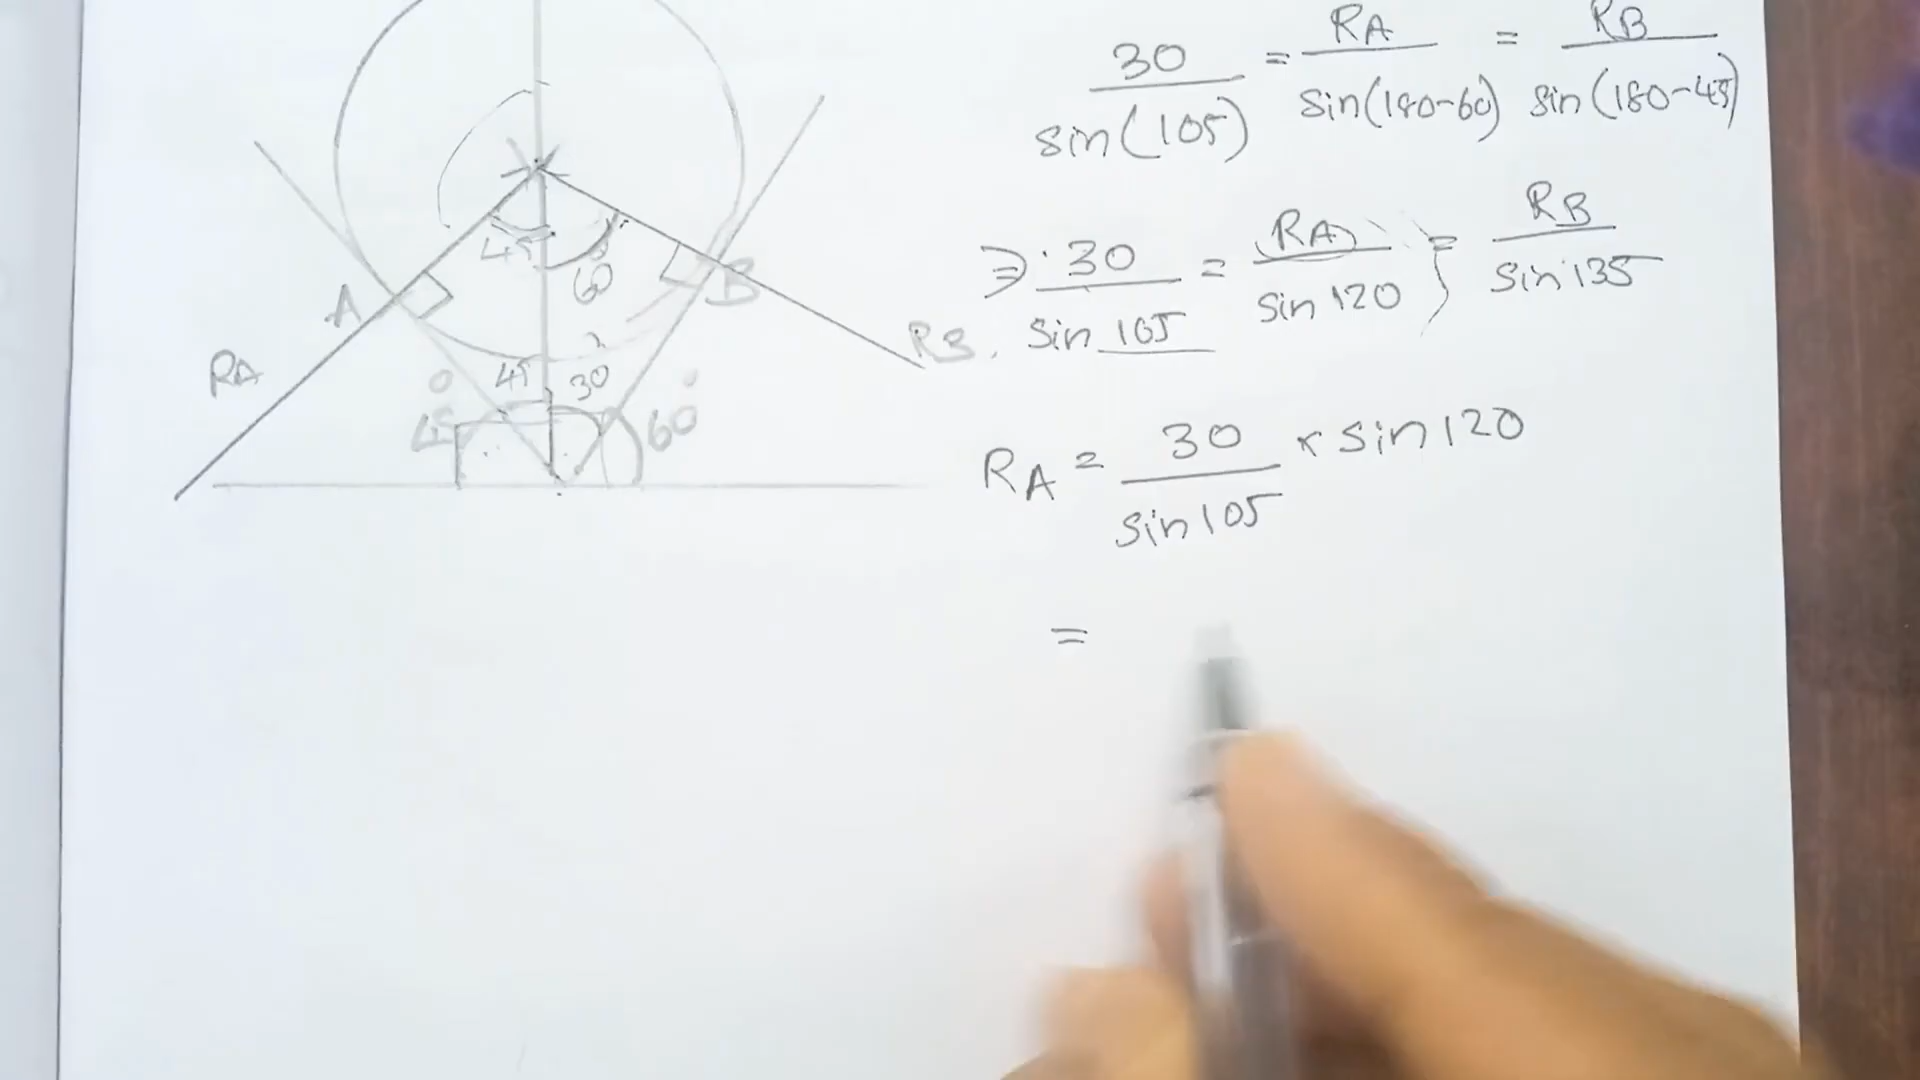 30 / sin(105) = RA / sin(180-60) = RB / sin(180-45)
⇒ 30 / sin 105 = RA / sin 120 = RB / sin 135
RA = 30 / sin 105 × sin 120
=
45
60
A
B
RA
RB.
45 30
45°
60°